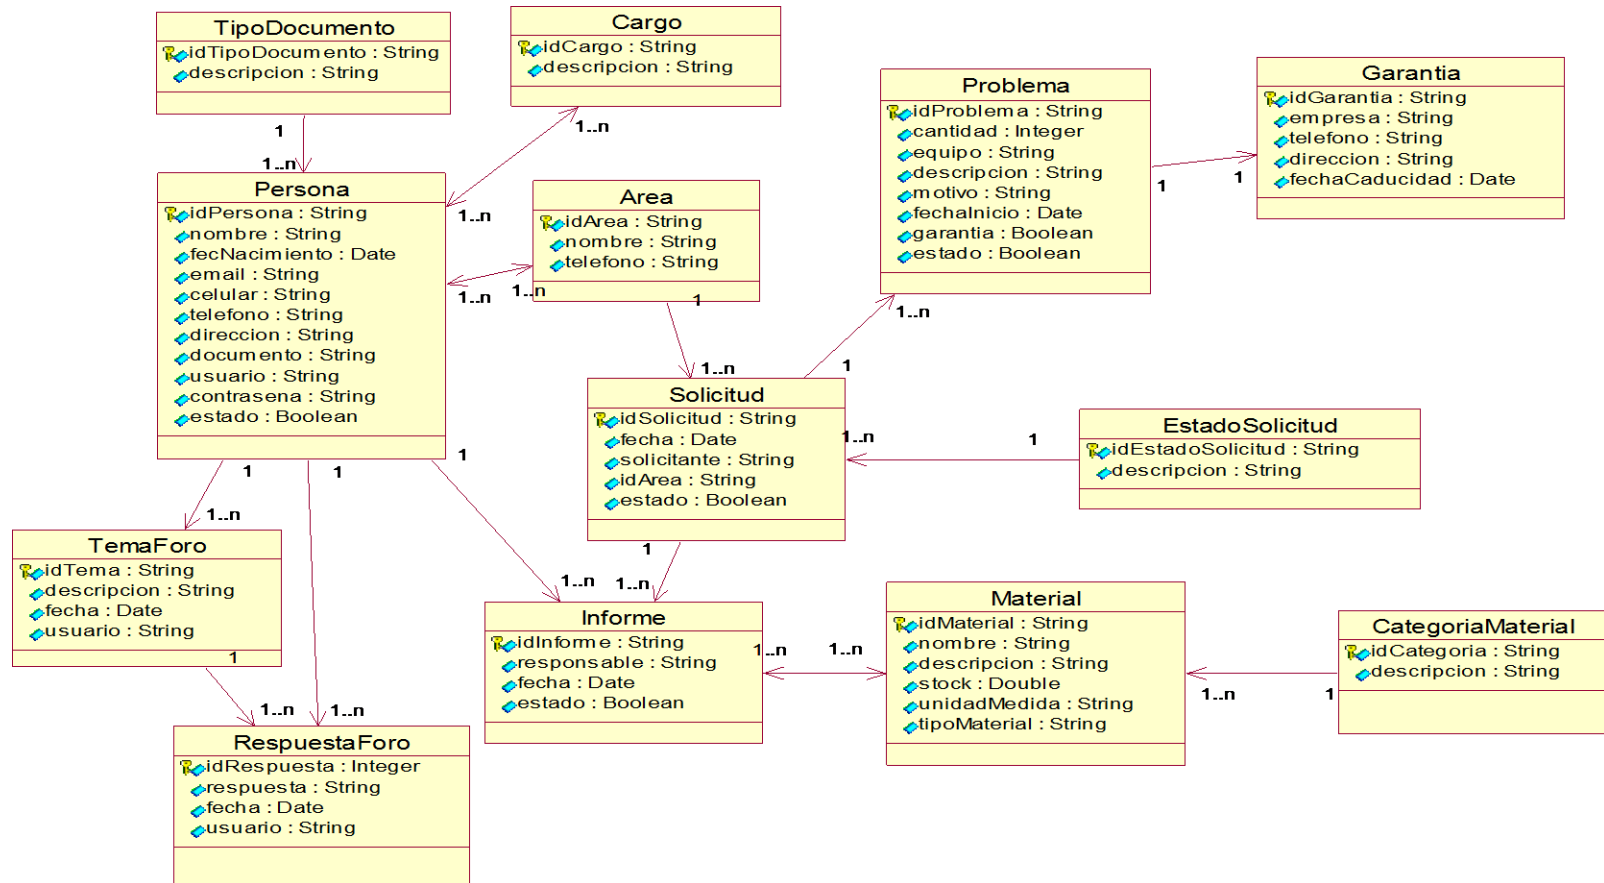 TipoDocumento
idTipoDocumento : String
descripcion : String
Cargo
idCargo : String
descripcion : String
Problema
idProblema : String
cantidad : Integer
equipo : String
descripcion : String
motivo : String
fechaInicio : Date
garantia : Boolean
estado : Boolean
Garantia
idGarantia : String
empresa : String
telefono : String
direccion : String
fechaCaducidad : Date
1
1..n
1..n
1..n
1
1
Persona
idPersona : String
nombre : String
fecNacimiento : Date
email : String
celular : String
telefono : String
direccion : String
documento : String
usuario : String
contrasena : String
estado : Boolean
Area
idArea : String
nombre : String
telefono : String
1..n
1..n
1
1..n
1..n
1
Solicitud
idSolicitud : String
fecha : Date
solicitante : String
idArea : String
estado : Boolean
EstadoSolicitud
idEstadoSolicitud : String
descripcion : String
1..n
1
1
1
1
1..n
1
1..n
1..n
TemaForo
idTema : String
descripcion : String
fecha : Date
usuario : String
1
Informe
idInforme : String
responsable : String
fecha : Date
estado : Boolean
1..n
1..n
Material
idMaterial : String
nombre : String
descripcion : String
stock : Double
unidadMedida : String
tipoMaterial : String
CategoriaMaterial
idCategoria : String
descripcion : String
1..n
1
1..n
1..n
RespuestaForo
idRespuesta : Integer
respuesta : String
fecha : Date
usuario : String